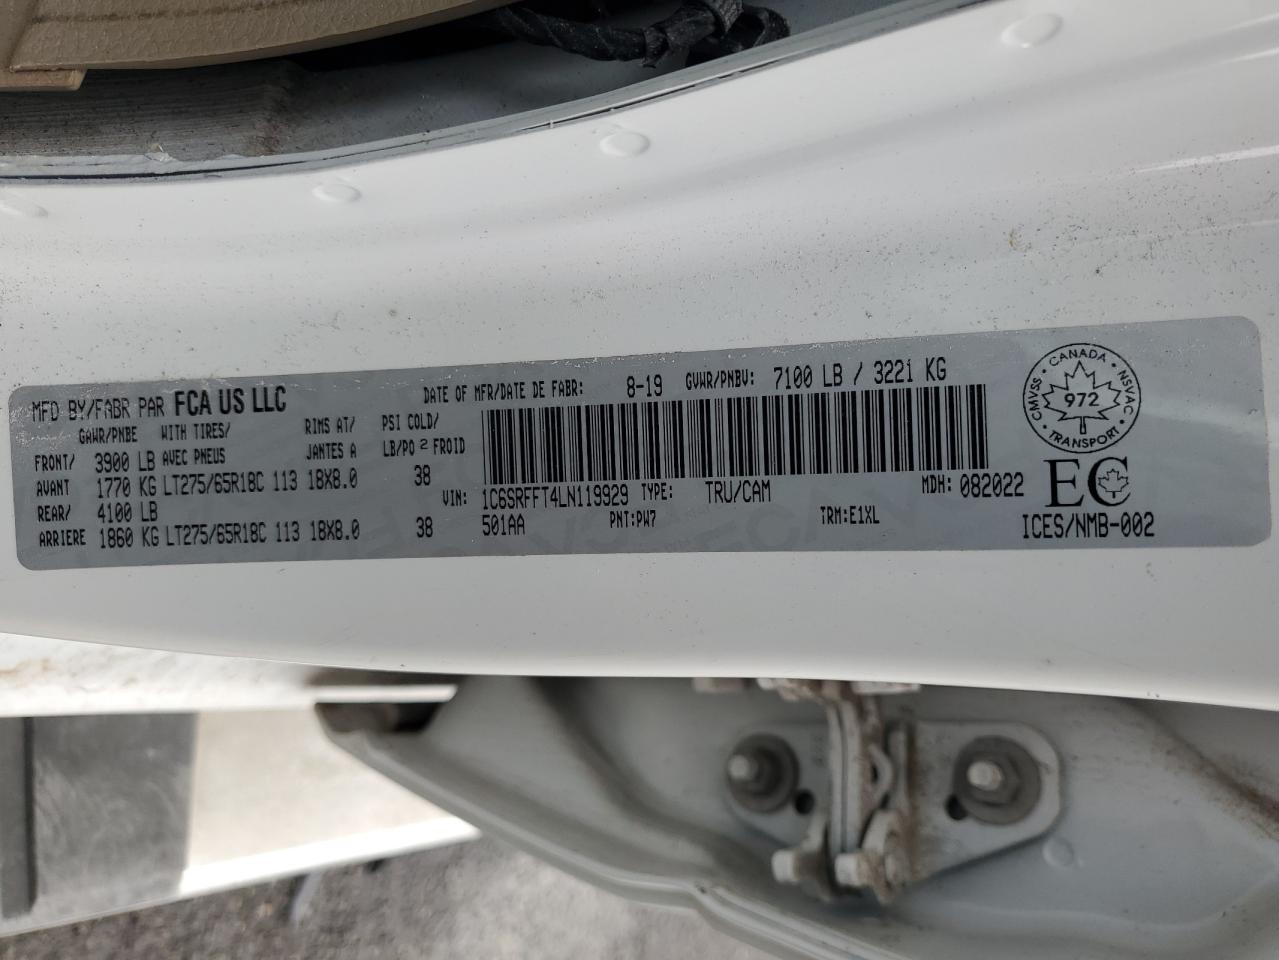 MFD BY/FABR PAR FCA US LLC DATE OF MFR/DATE DE FABR: 8-19 GVWR/PNBV: 7100 LB / 3221 KG
GAWR/PNBE WITH TIRES/ RIMS AT/ PSI COLD/
FRONT/ 3900 LB AVEC PNEUS JANTES A LB/PO2 FROID
AVANT 1770 KG LT275/65R18C 113 18X8.0 38
REAR/ 4100 LB
ARRIERE 1860 KG LT275/65R18C 113 18X8.0 38
VIN: 1C6SRFFT4LN119929 TYPE: TRU/CAM MDH: 082022
501AA PNT:PW7 TRM:E1XL
CANADA
CMVSS NSVAC
972
TRANSPORT
EC
ICES/NMB-002